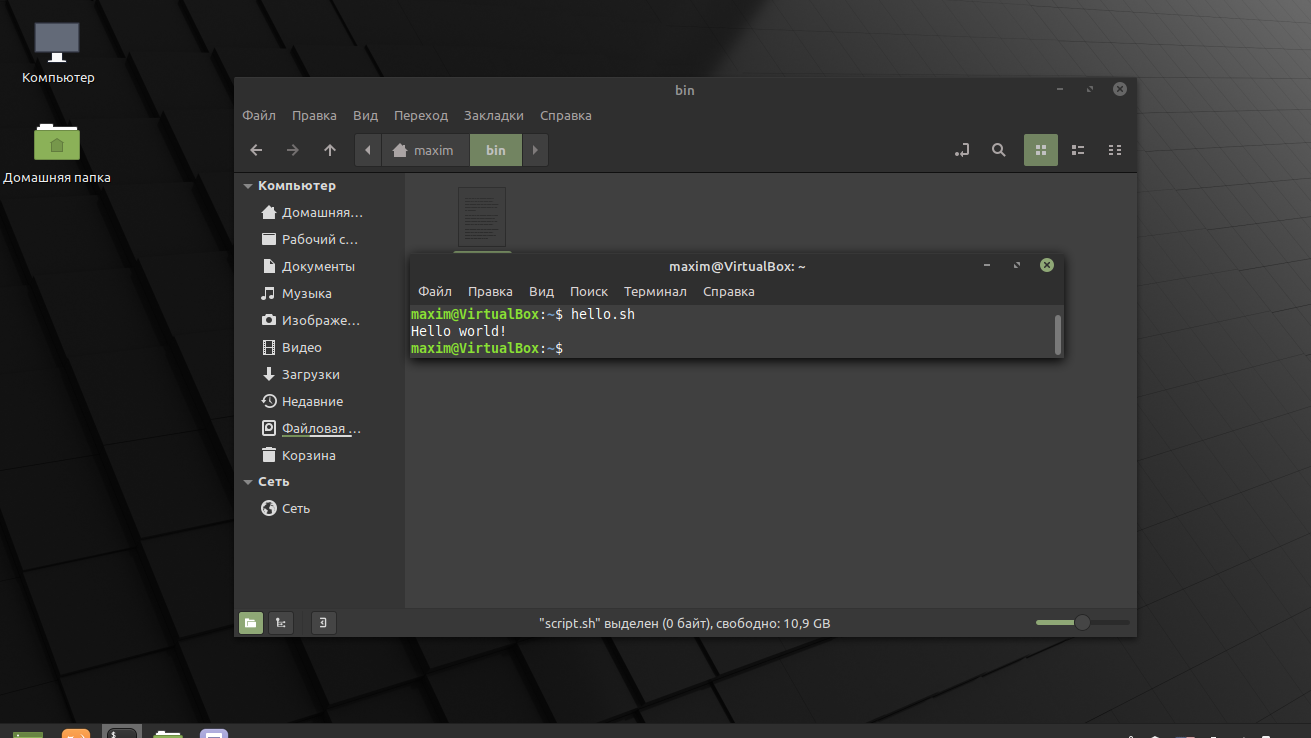 Компьютер
Домашняя папка
bin
Файл Правка Вид Переход Закладки Справка
maxim bin
Компьютер
Домашняя…
Рабочий с…
Документы
Музыка
Изображе…
Видео
Загрузки
Недавние
Файловая …
Корзина
Сеть
Сеть
maxim@VirtualBox: ~
Файл Правка Вид Поиск Терминал Справка
maxim@VirtualBox:~$ hello.sh
Hello world!
maxim@VirtualBox:~$
"script.sh" выделен (0 байт), свободно: 10,9 GB